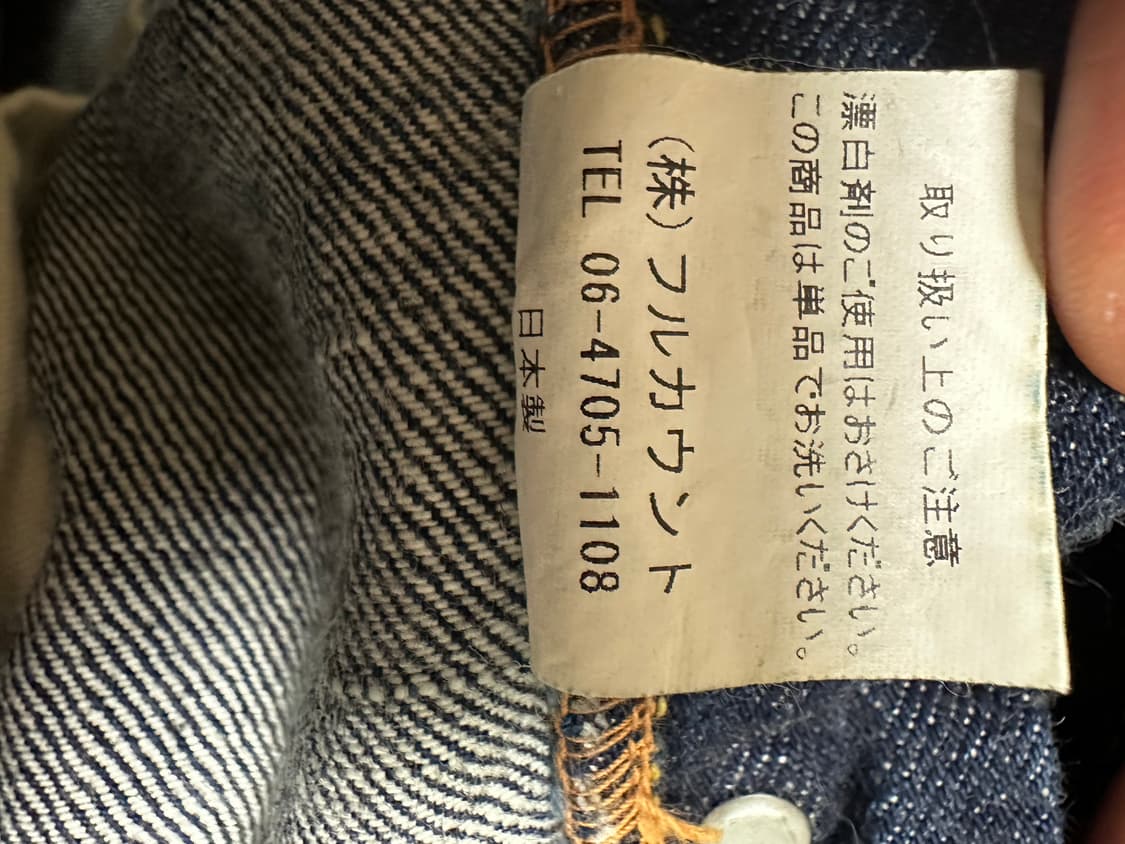 取り扱い上のご注意
漂白剤のご使用はおさけください。
この商品は単品でお洗いください。
(株)フルカウント
TEL 06-4705-1108
日本製